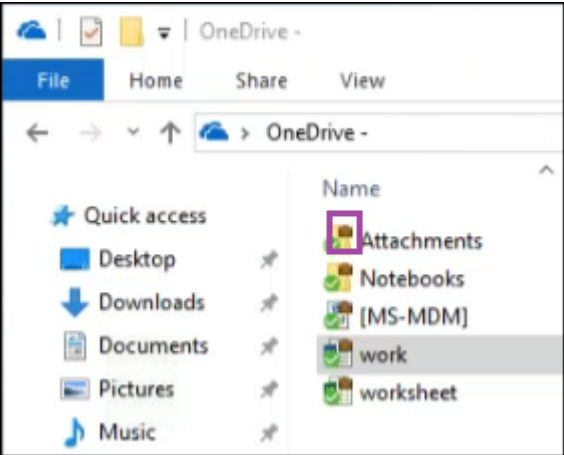 OneDrive -
File Home Share View
OneDrive -
Name
Quick access
Desktop
Downloads
Documents
Pictures
Music
Attachments
Notebooks
[MS-MDM]
work
worksheet